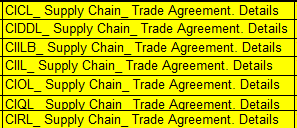 CICL_ Supply Chain_ Trade Agreement. Details
CIDDL_ Supply Chain_ Trade Agreement. Details
CIILB_ Supply Chain_ Trade Agreement. Details
CIIL_ Supply Chain_ Trade Agreement. Details
CIOL_ Supply Chain_ Trade Agreement. Details
CIQL_ Supply Chain_ Trade Agreement. Details
CIRL_ Supply Chain_ Trade Agreement. Details